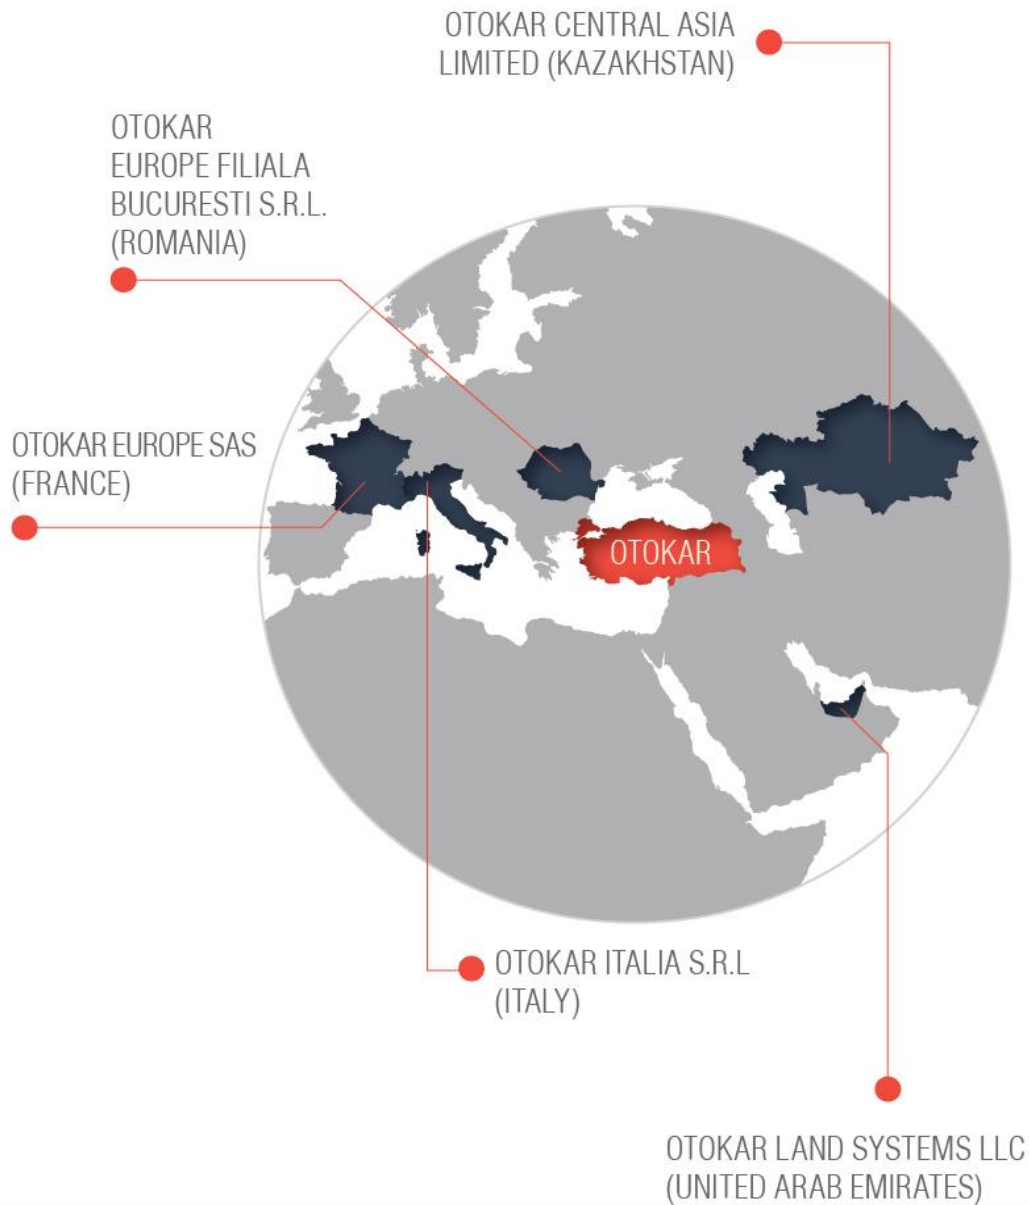 OTOKAR CENTRAL ASIA
LIMITED (KAZAKHSTAN)
OTOKAR
EUROPE FILIALA
BUCURESTI S.R.L.
(ROMANIA)
OTOKAR EUROPE SAS
(FRANCE)
OTOKAR
OTOKAR ITALIA S.R.L
(ITALY)
OTOKAR LAND SYSTEMS LLC
(UNITED ARAB EMIRATES)